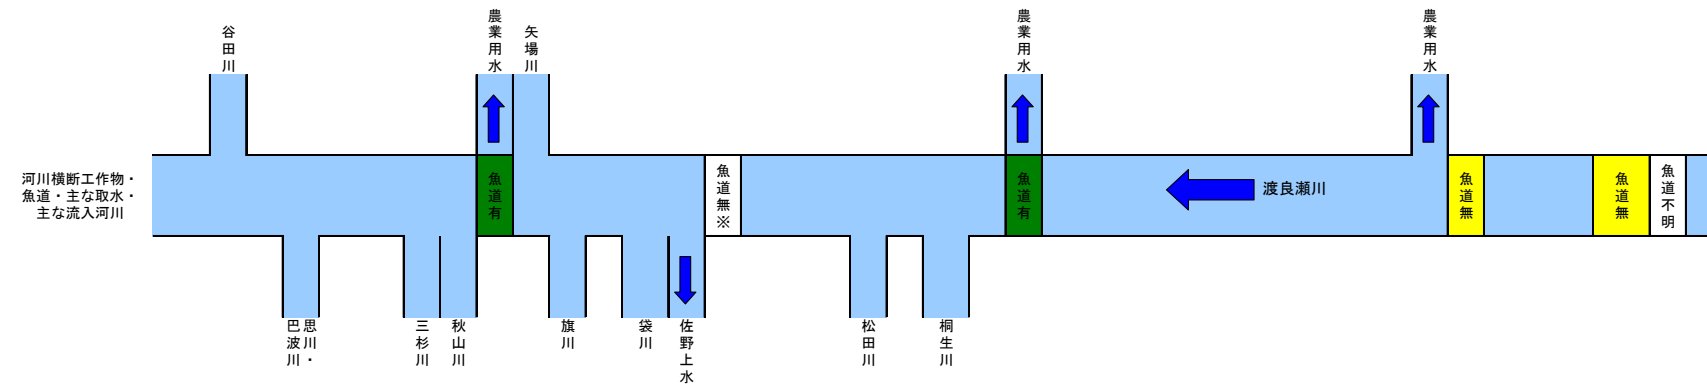 谷田川
農業用水
矢場川
農業用水
農業用水
河川横断工作物・
魚道・主な取水・
主な流入河川
魚道有
魚道無※
魚道有
渡良瀬川
魚道無
魚道無
魚道不明
思川・
巴波川
三杉川
秋山川
旗川
袋川
佐野上水
松田川
桐生川